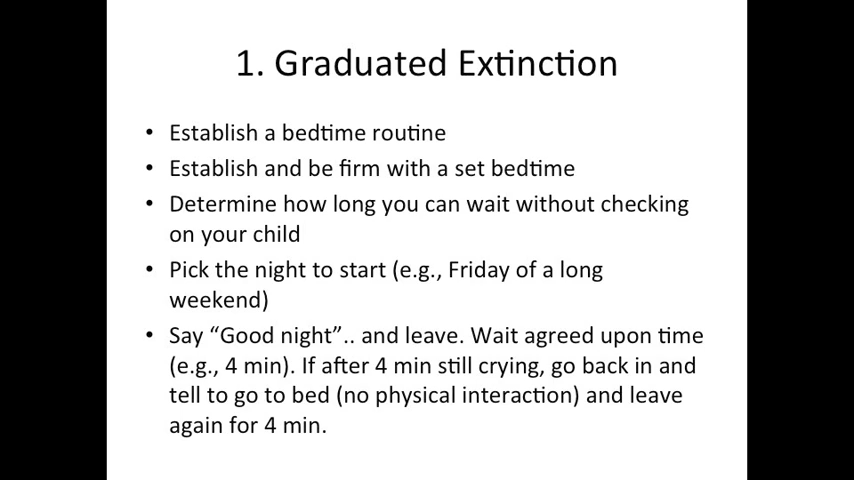 1. Graduated Extinction
• Establish a bedtime routine
• Establish and be firm with a set bedtime
• Determine how long you can wait without checking
on your child
• Pick the night to start (e.g., Friday of a long
weekend)
• Say “Good night”.. and leave. Wait agreed upon time
(e.g., 4 min). If after 4 min still crying, go back in and
tell to go to bed (no physical interaction) and leave
again for 4 min.